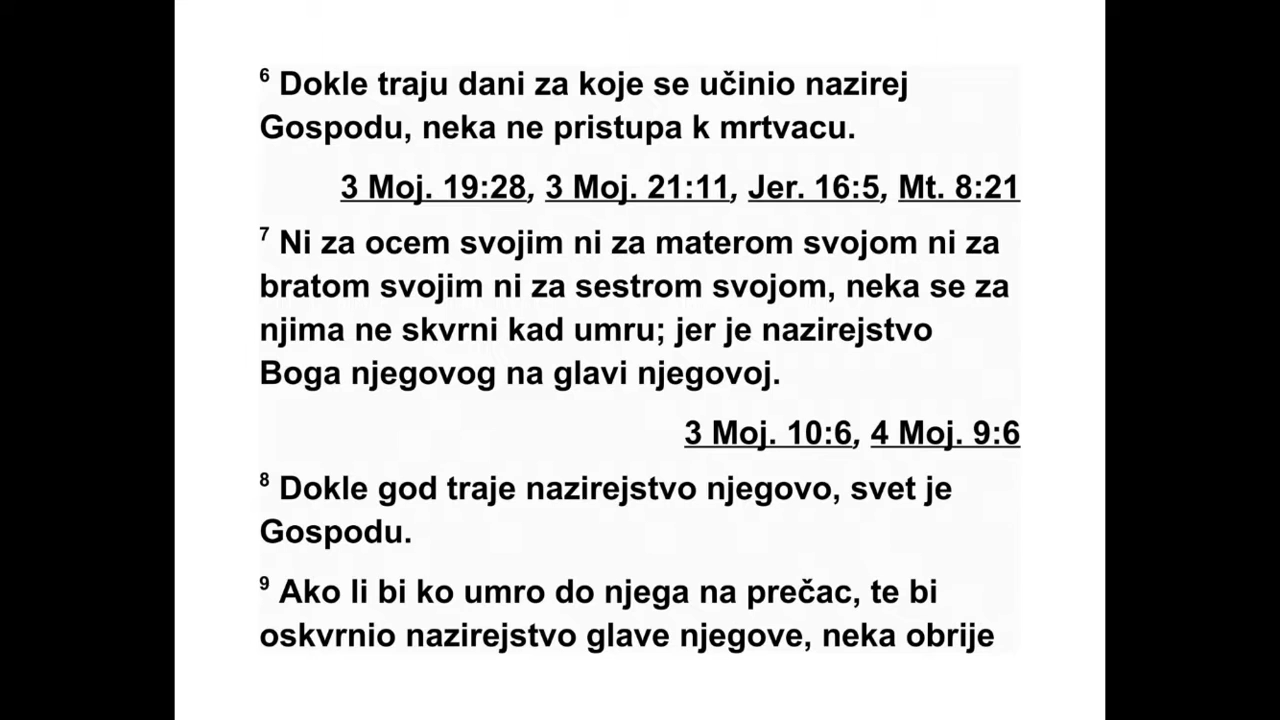 6 Dokle traju dani za koje se učinio nazirej
Gospodu, neka ne pristupa k mrtvacu.
3 Moj. 19:28, 3 Moj. 21:11, Jer. 16:5, Mt. 8:21
7 Ni za ocem svojim ni za materom svojom ni za
bratom svojim ni za sestrom svojom, neka se za
njima ne skvrni kad umru; jer je nazirejstvo
Boga njegovog na glavi njegovoj.
3 Moj. 10:6, 4 Moj. 9:6
8 Dokle god traje nazirejstvo njegovo, svet je
Gospodu.
9 Ako li bi ko umro do njega na prečac, te bi
oskvrnio nazirejstvo glave njegove, neka obrije